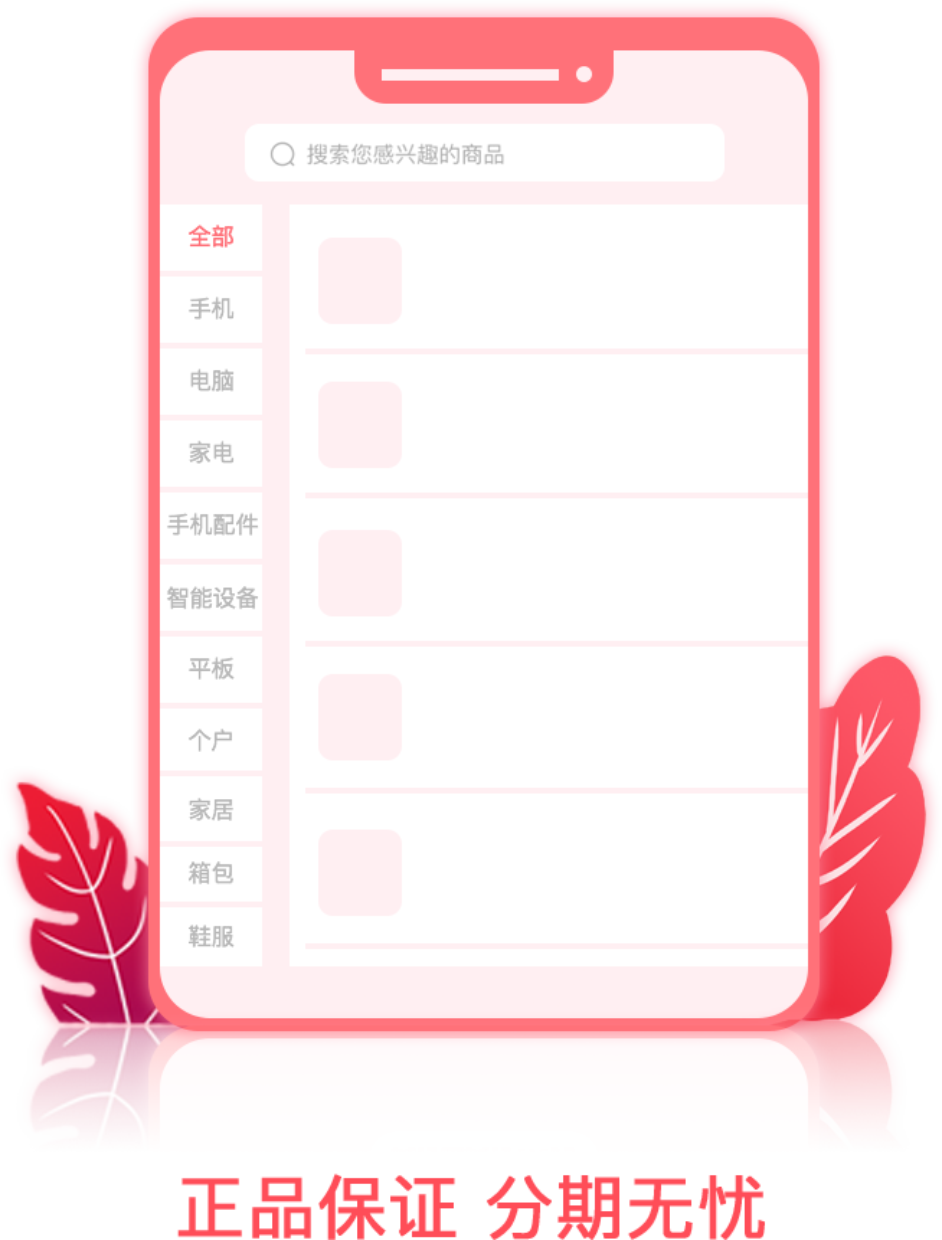 搜索您感兴趣的商品
全部
手机
电脑
家电
手机配件
智能设备
平板
个户
家居
箱包
鞋服
正品保证 分期无忧